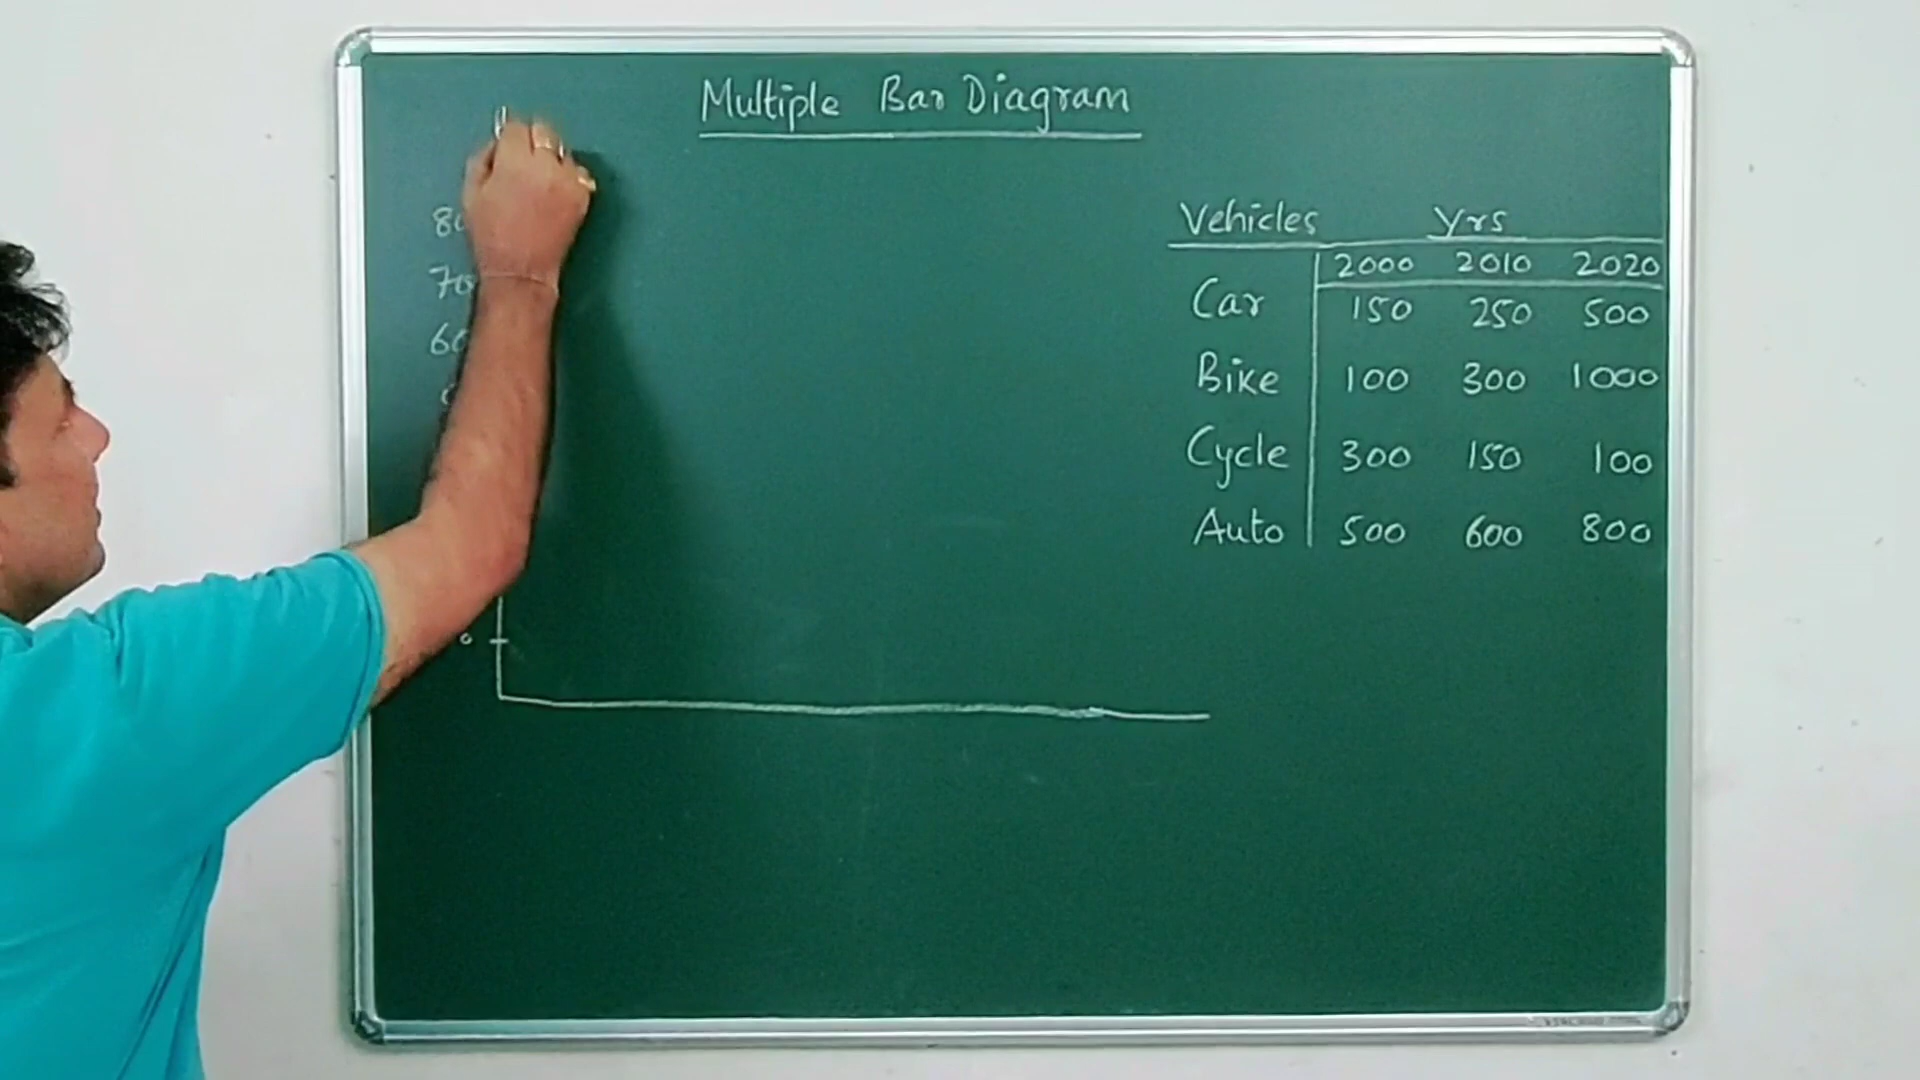 Multiple Bar Diagram
Vehicles yrs
2000 2010 2020
Car 150 250 500
Bike 100 300 1000
Cycle 300 150 100
Auto 500 600 800